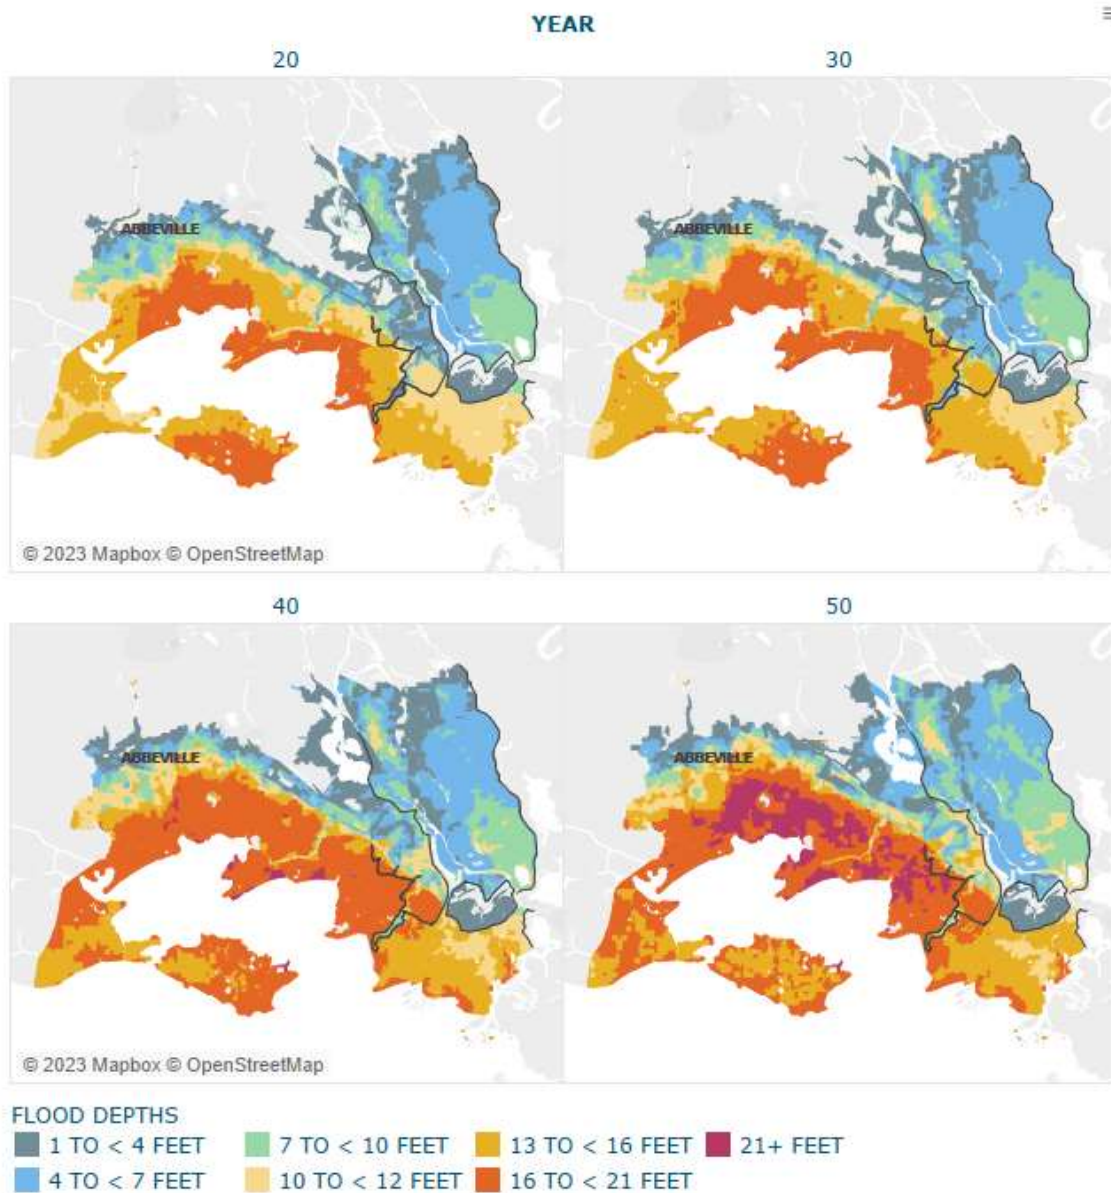 YEAR
20
30
ABBEVILLE
ABBEVILLE
© 2023 Mapbox © OpenStreetMap
40
50
ABBEVILLE
ABBEVILLE
© 2023 Mapbox © OpenStreetMap
FLOOD DEPTHS
1 TO < 4 FEET
7 TO < 10 FEET
13 TO < 16 FEET
21+ FEET
4 TO < 7 FEET
10 TO < 12 FEET
16 TO < 21 FEET